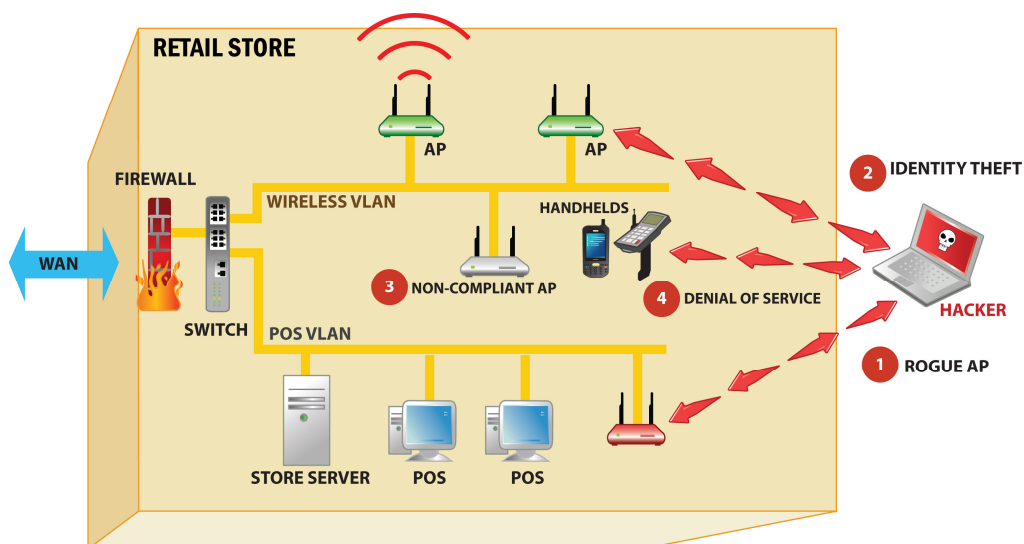 RETAIL STORE
AP
AP
2 IDENTITY THEFT
FIREWALL
WIRELESS VLAN
HANDHELDS
WAN
3 NON-COMPLIANT AP
4 DENIAL OF SERVICE
HACKER
SWITCH
POS VLAN
1 ROGUE AP
STORE SERVER
POS
POS